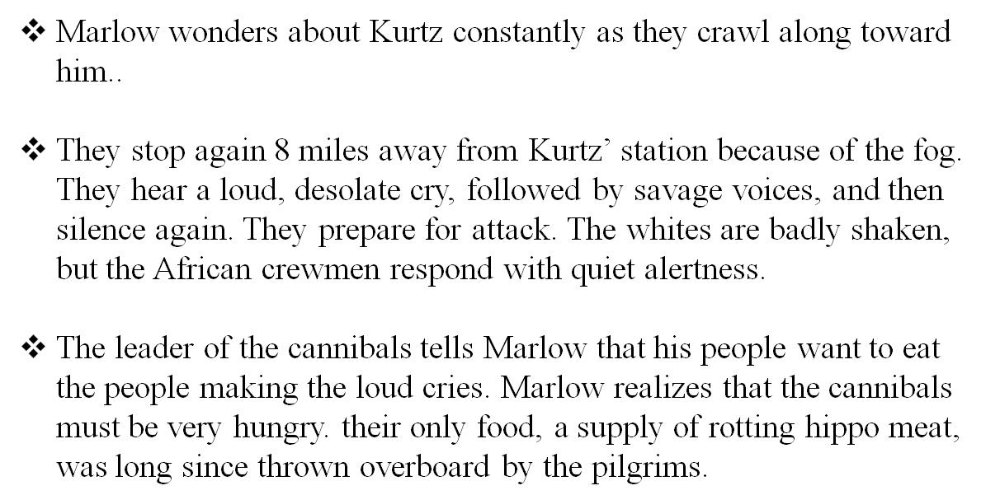 ❖ Marlow wonders about Kurtz constantly as they crawl along toward
him..
❖ They stop again 8 miles away from Kurtz’ station because of the fog.
They hear a loud, desolate cry, followed by savage voices, and then
silence again. They prepare for attack. The whites are badly shaken,
but the African crewmen respond with quiet alertness.
❖ The leader of the cannibals tells Marlow that his people want to eat
the people making the loud cries. Marlow realizes that the cannibals
must be very hungry. their only food, a supply of rotting hippo meat,
was long since thrown overboard by the pilgrims.